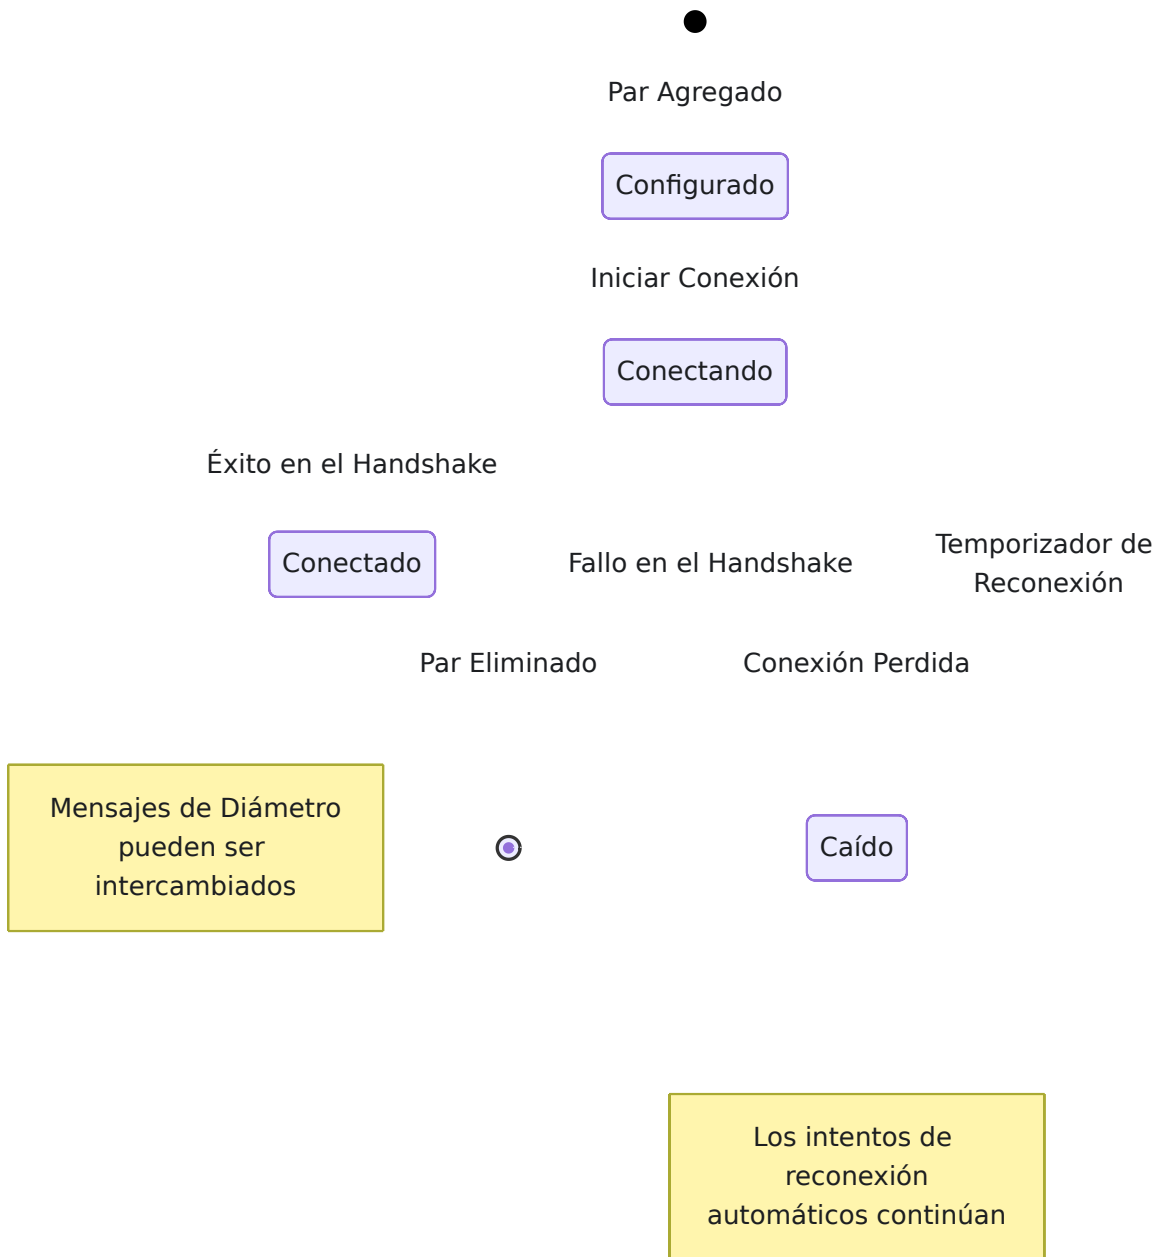 Par Agregado
Configurado
Iniciar Conexión
Conectando
Éxito en el Handshake
Conectado
Fallo en el Handshake
Temporizador de
Reconexión
Par Eliminado
Conexión Perdida
Mensajes de Diámetro
pueden ser
intercambiados
Caído
Los intentos de
reconexión
automáticos continúan